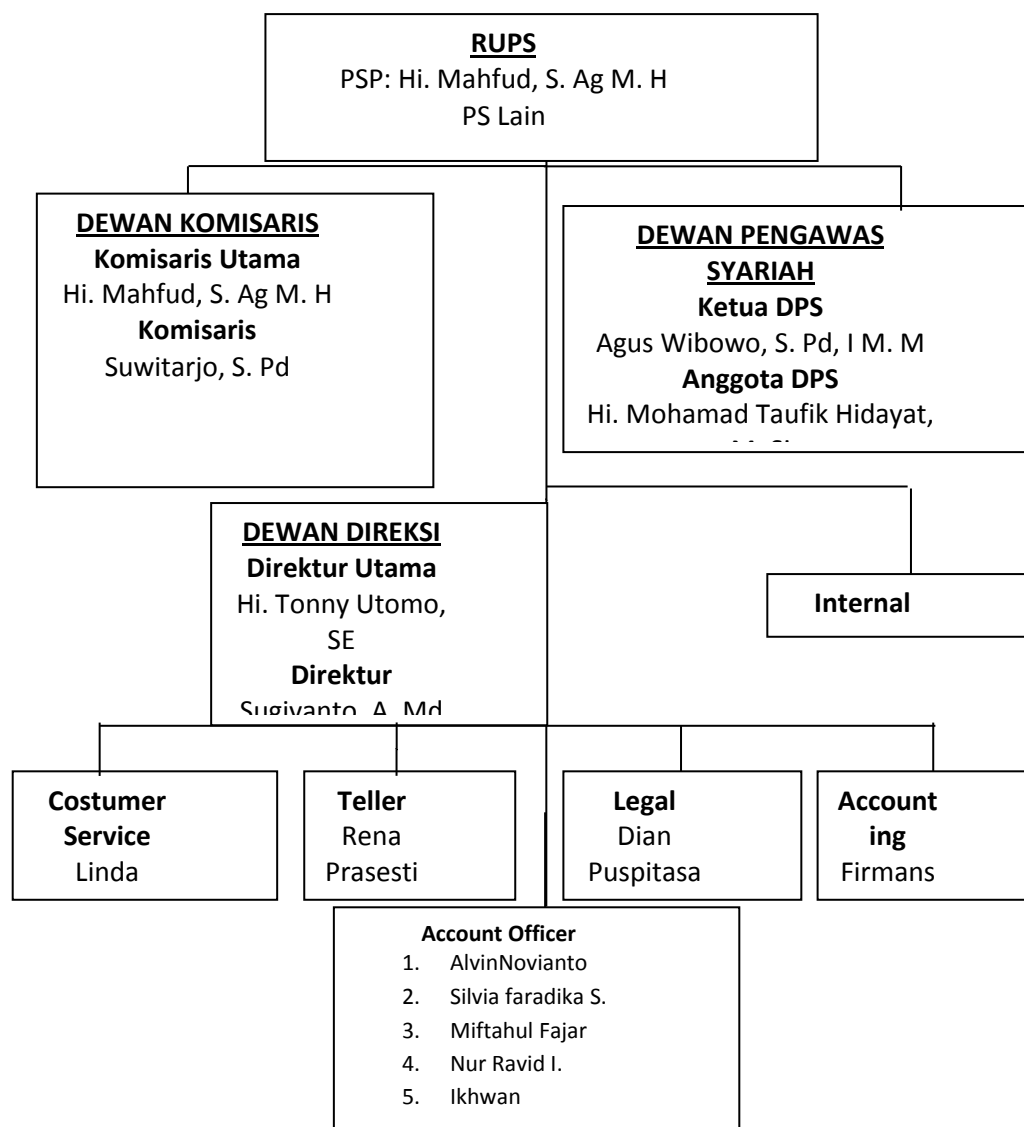 RUPS
PSP: Hi. Mahfud, S. Ag M. H
PS Lain
DEWAN KOMISARIS
Komisaris Utama
Hi. Mahfud, S. Ag M. H
Komisaris
Suwitarjo, S. Pd
DEWAN PENGAWAS
SYARIAH
Ketua DPS
Agus Wibowo, S. Pd, I M. M
Anggota DPS
Hi. Mohamad Taufik Hidayat,
DEWAN DIREKSI
Direktur Utama
Hi. Tonny Utomo,
SE
Direktur
Sugiyanto, A. Md
Internal
Costumer
Service
Linda
Teller
Rena
Prasesti
Legal
Dian
Puspitasa
Account
ing
Firmans
Account Officer
1. AlvinNovianto
2. Silvia faradika S.
3. Miftahul Fajar
4. Nur Ravid I.
5. Ikhwan